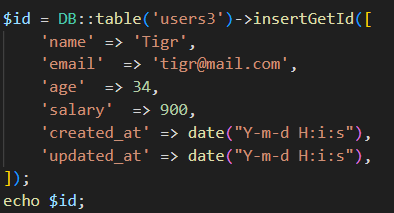 $id = DB::table('users3')->insertGetId([
    'name' => 'Tigr',
    'email'  => 'tigr@mail.com',
    'age'  => 34,
    'salary'  => 900,
    'created_at' => date("Y-m-d H:i:s"),
    'updated_at' => date("Y-m-d H:i:s"),
]);
echo $id;